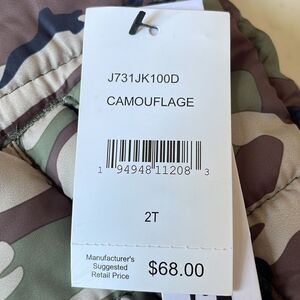 J731JK100D
CAMOUFLAGE
1 94948 11208 3
2T
Manufacturer's
Suggested
Retail Price
$68.00